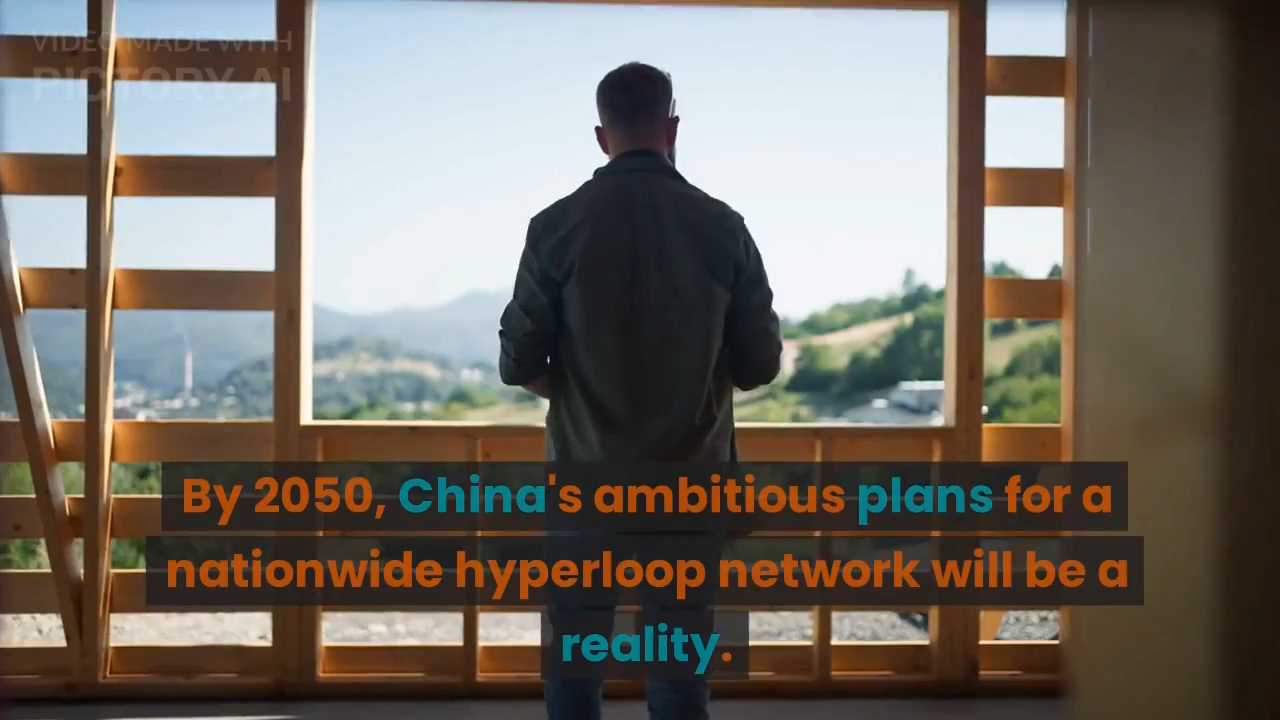 VIDEO MADE WITH
PICTORY.AI
By 2050, China's ambitious plans for a
nationwide hyperloop network will be a
reality.